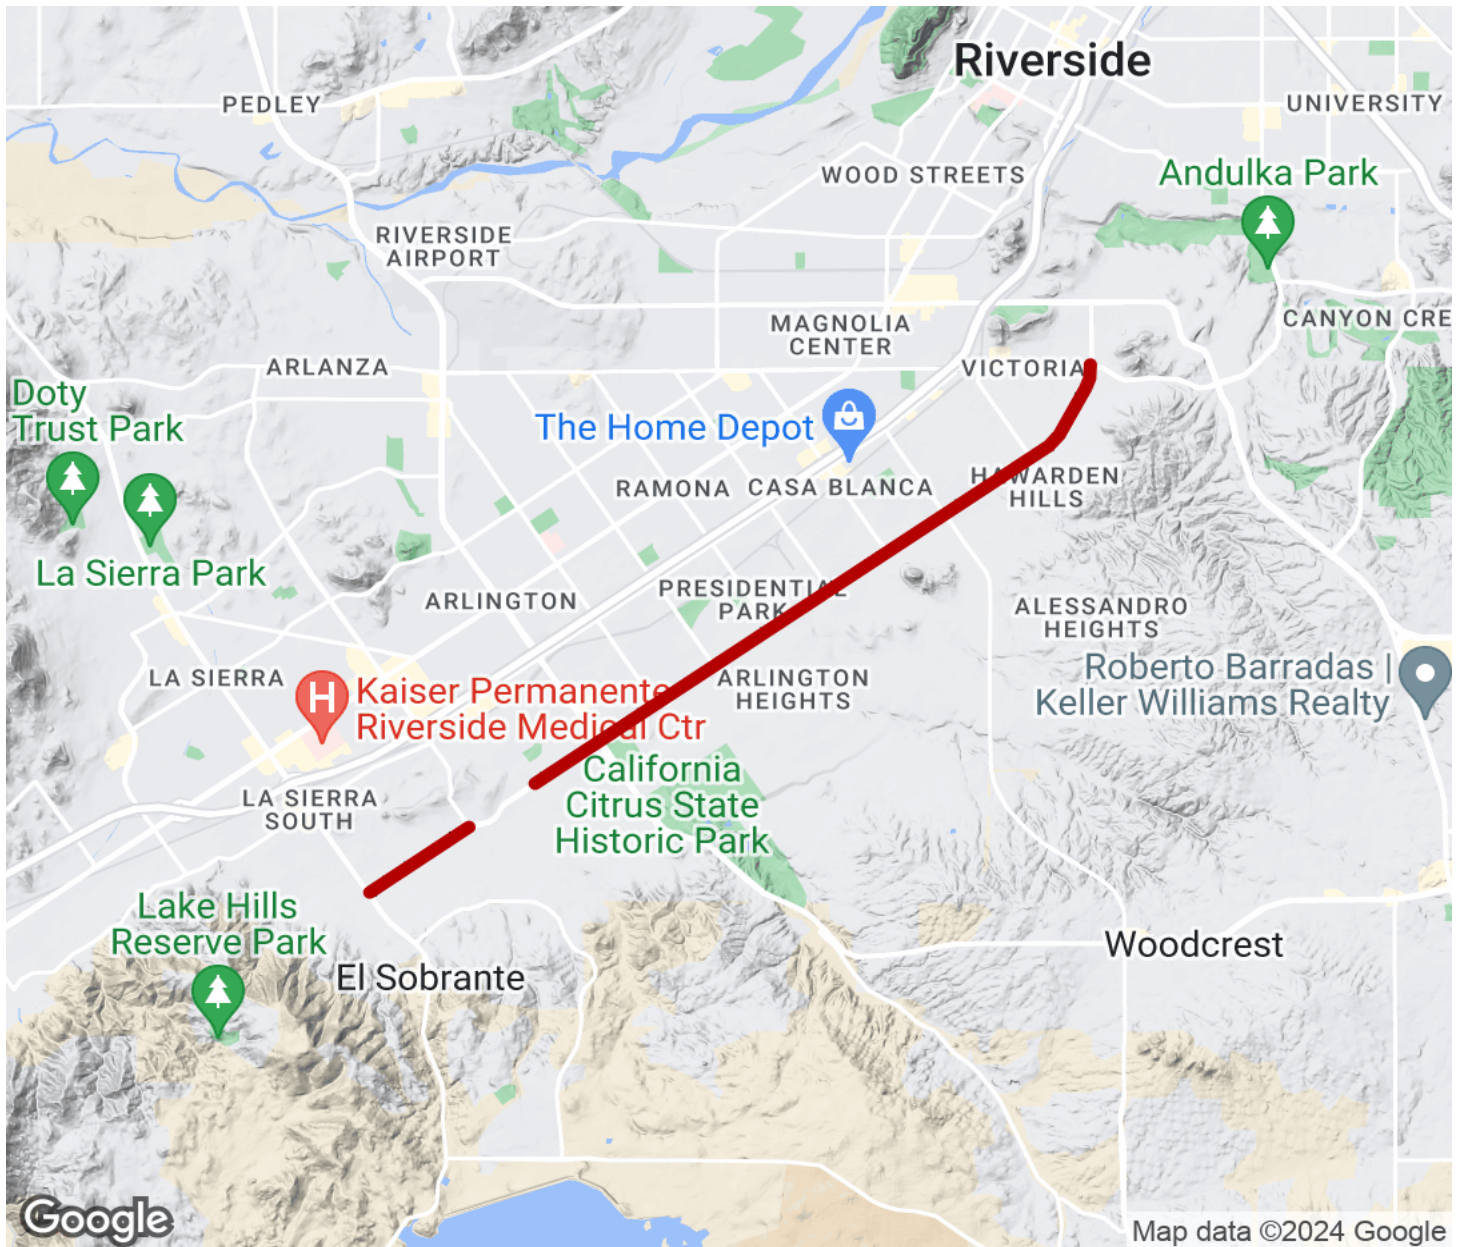 Riverside
PEDLEY
UNIVERSITY
WOOD STREETS
Andulka Park
RIVERSIDE
AIRPORT
CANYON CRE
MAGNOLIA
CENTER
ARLANZA
VICTORIA
Doty
Trust Park
The Home Depot
RAMONA
CASA BLANCA
HAWARDEN
HILLS
La Sierra Park
ARLINGTON
PRESIDENTIAL
PARK
ALESSANDRO
HEIGHTS
LA SIERRA
ARLINGTON
HEIGHTS
Roberto Barradas |
Keller Williams Realty
H
Kaiser Permanente
Riverside Medical Ctr
LA SIERRA
SOUTH
California
Citrus State
Historic Park
Lake Hills
Reserve Park
El Sobrante
Woodcrest
Google
Map data ©2024 Google